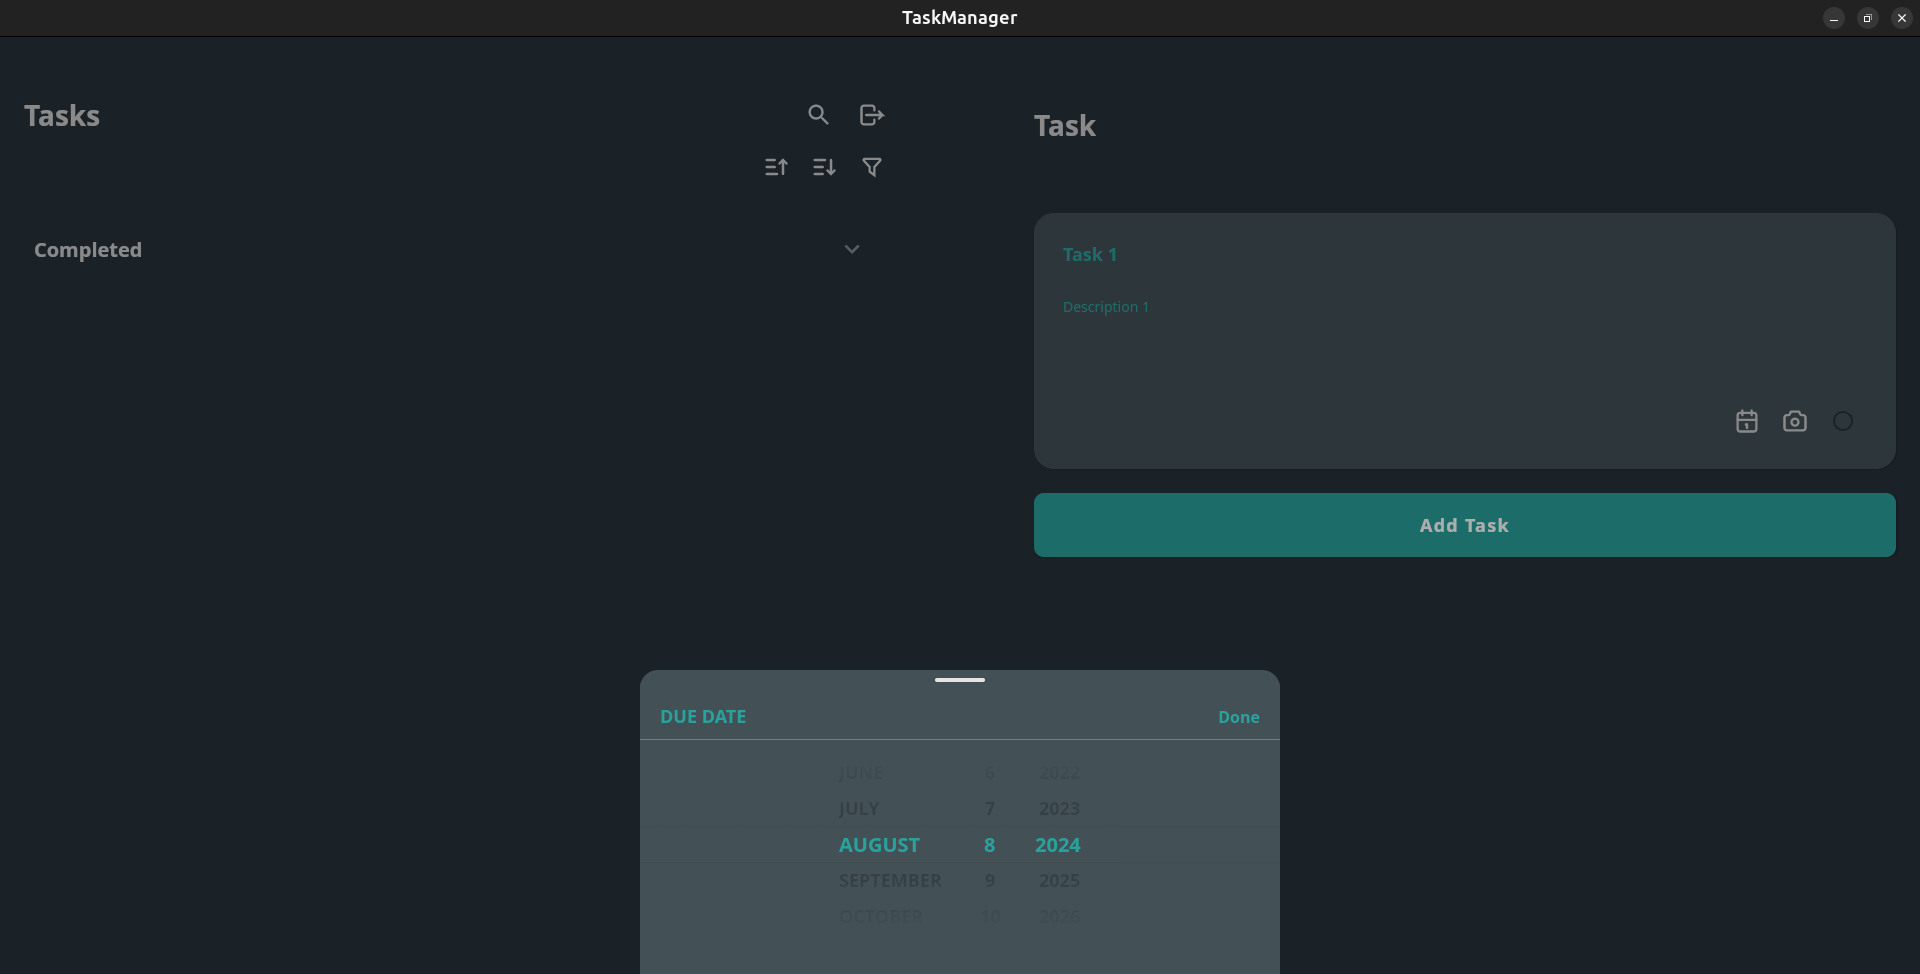 TaskManager
Tasks
Completed
Task
Task 1
Description 1
Add Task
DUE DATE
Done
JUNE 6 2022
JULY 7 2023
AUGUST 8 2024
SEPTEMBER 9 2025
OCTOBER 10 2026